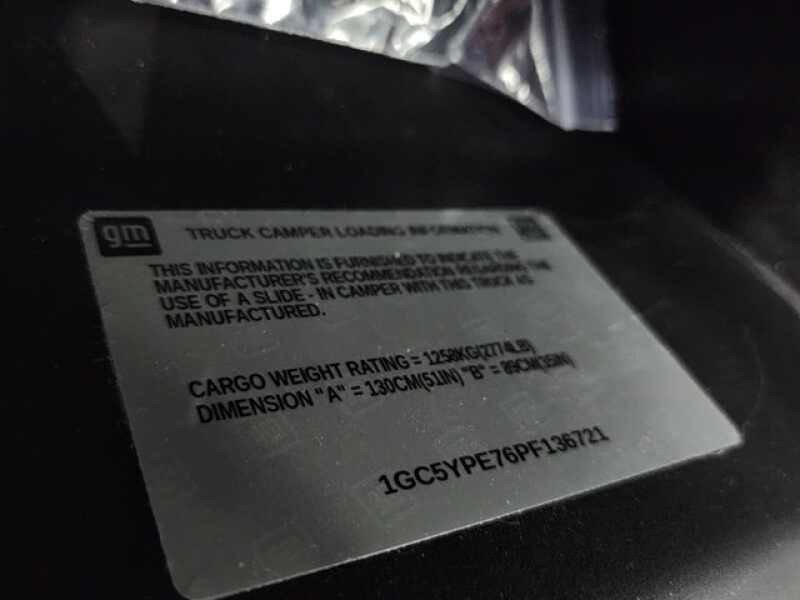 gm
TRUCK CAMPER LOADING INFORMATION
THIS INFORMATION IS FURNISHED TO INDICATE THE
MANUFACTURER'S RECOMMENDATION REGARDING THE
USE OF A SLIDE - IN CAMPER WITH THIS TRUCK AS
MANUFACTURED.
CARGO WEIGHT RATING = 1258KG(2774LB)
DIMENSION "A" = 130CM(51IN) "B" = 89CM(35IN)
1GC5YPE76PF136721